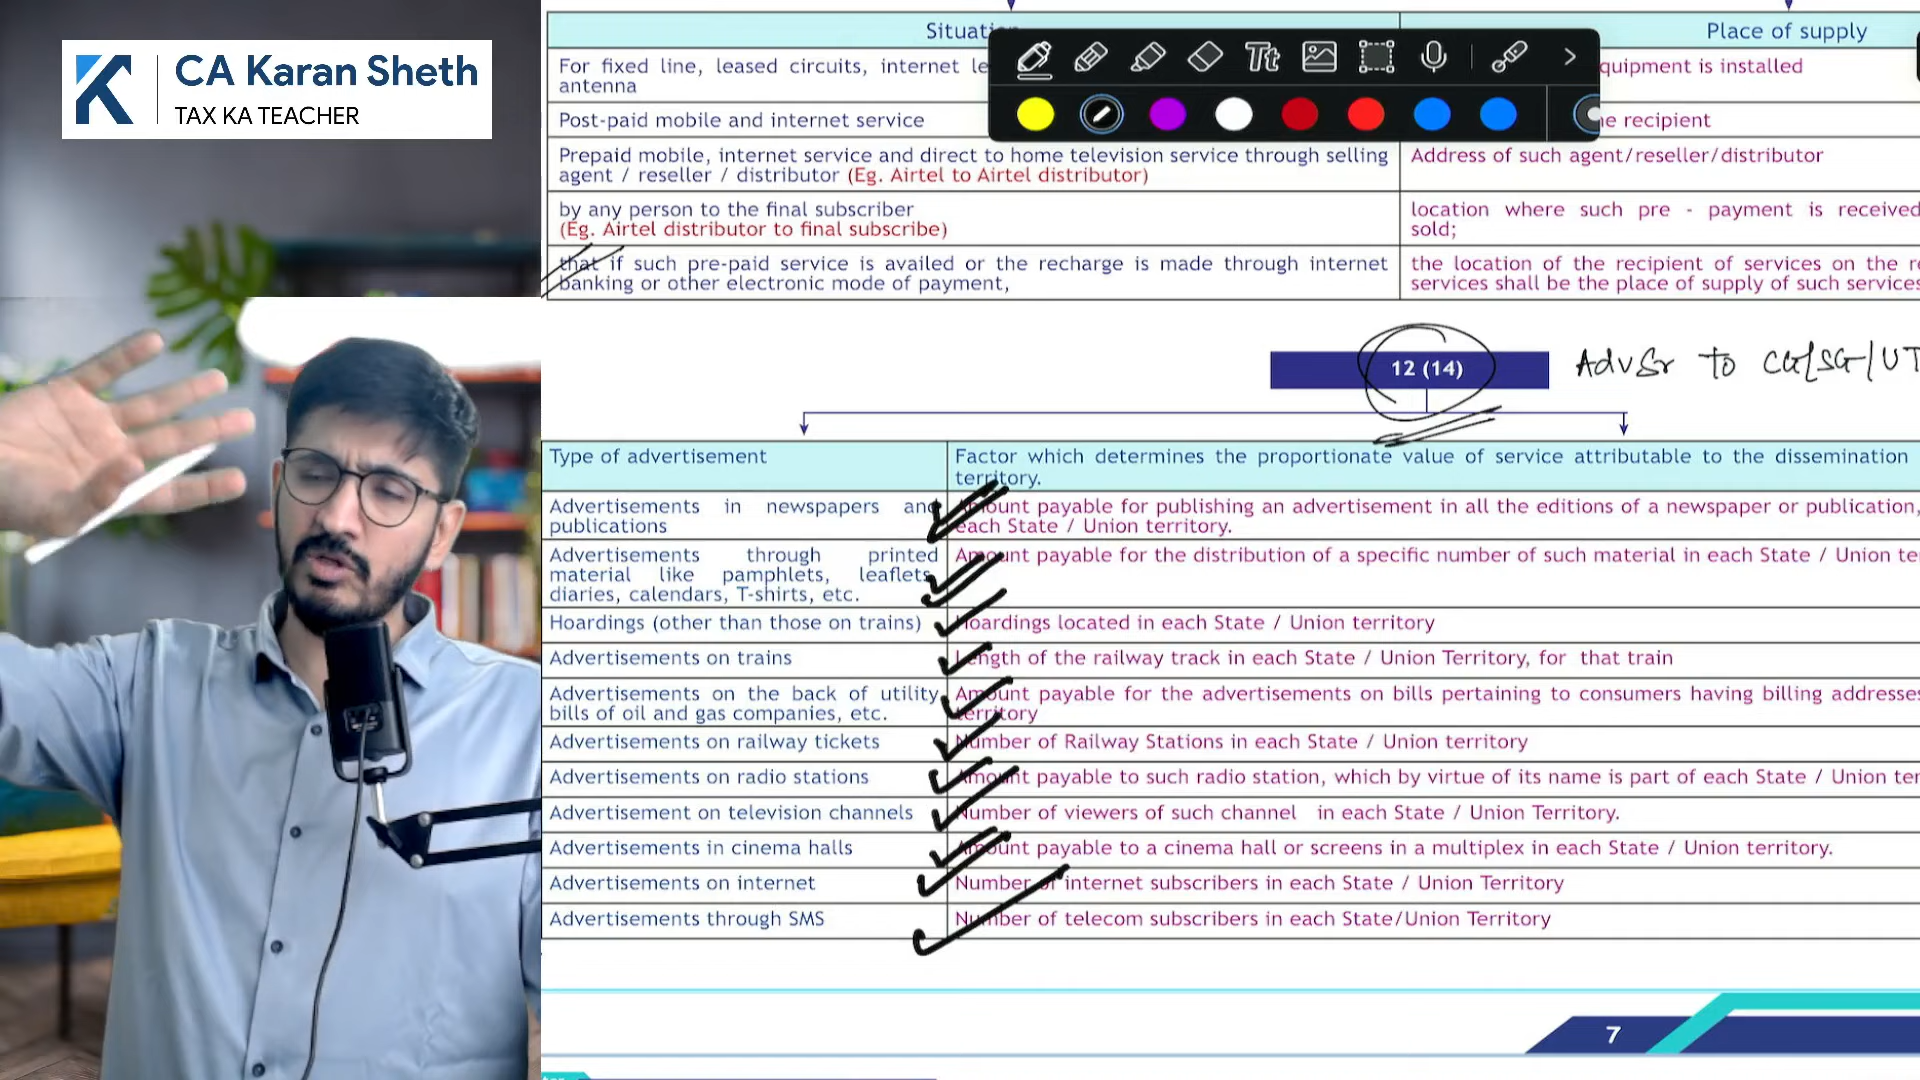 CA Karan Sheth
TAX KA TEACHER
Situation
Place of supply
For fixed line, leased circuits, internet le
antenna
quipment is installed
Post-paid mobile and internet service
he recipient
Prepaid mobile, internet service and direct to home television service through selling
agent / reseller / distributor (Eg. Airtel to Airtel distributor)
Address of such agent/reseller/distributor
by any person to the final subscriber
(Eg. Airtel distributor to final subscribe)
location where such pre - payment is received
sold;
that if such pre-paid service is availed or the recharge is made through internet
banking or other electronic mode of payment,
the location of the recipient of services on the re
services shall be the place of supply of such services
Tt
12 (14)
AdvSr to CG/SG/UT
Type of advertisement
Factor which determines the proportionate value of service attributable to the dissemination
territory.
Advertisements in newspapers and
publications
Amount payable for publishing an advertisement in all the editions of a newspaper or publication,
each State / Union territory.
Advertisements through printed
material like pamphlets, leaflets,
diaries, calendars, T-shirts, etc.
Amount payable for the distribution of a specific number of such material in each State / Union te
Hoardings (other than those on trains)
Hoardings located in each State / Union territory
Advertisements on trains
Length of the railway track in each State / Union Territory, for that train
Advertisements on the back of utility
bills of oil and gas companies, etc.
Amount payable for the advertisements on bills pertaining to consumers having billing addresses
territory
Advertisements on railway tickets
Number of Railway Stations in each State / Union territory
Advertisements on radio stations
Amount payable to such radio station, which by virtue of its name is part of each State / Union ter
Advertisement on television channels
Number of viewers of such channel in each State / Union Territory.
Advertisements in cinema halls
Amount payable to a cinema hall or screens in a multiplex in each State / Union territory.
Advertisements on internet
Number of internet subscribers in each State / Union Territory
Advertisements through SMS
Number of telecom subscribers in each State/Union Territory
7